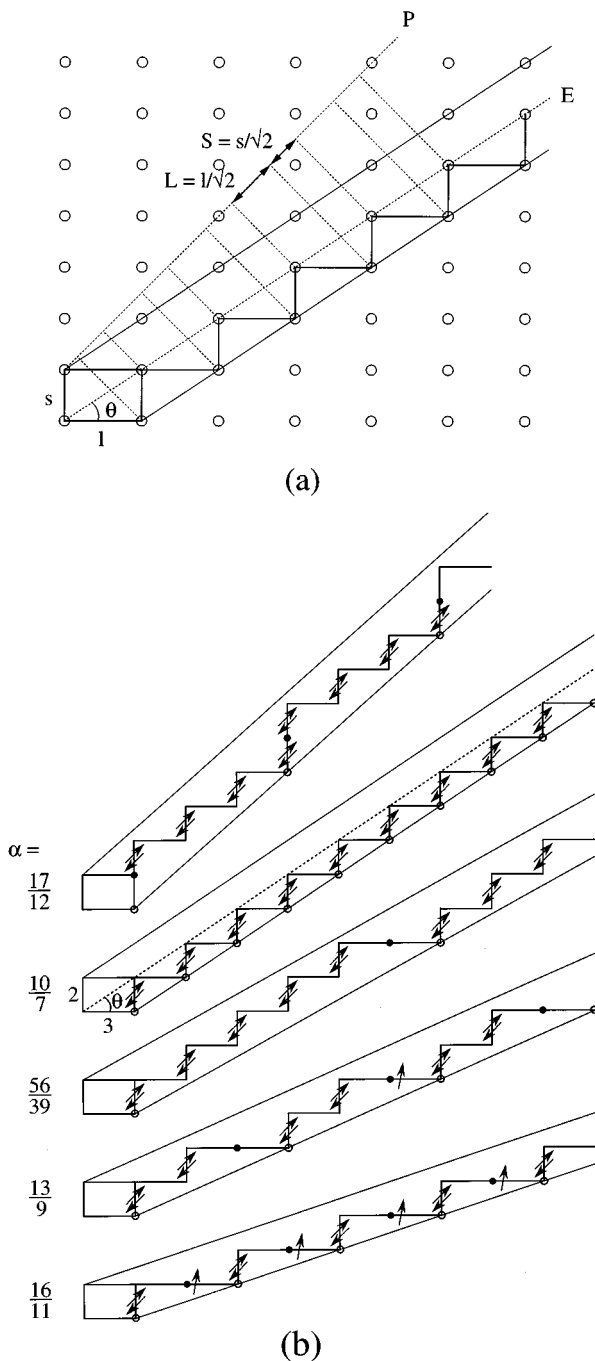 P
E
S = s/√2
L = l/√2
s
θ
l
(a)
α =
17/12
10/7
2
θ
3
56/39
13/9
16/11
(b)